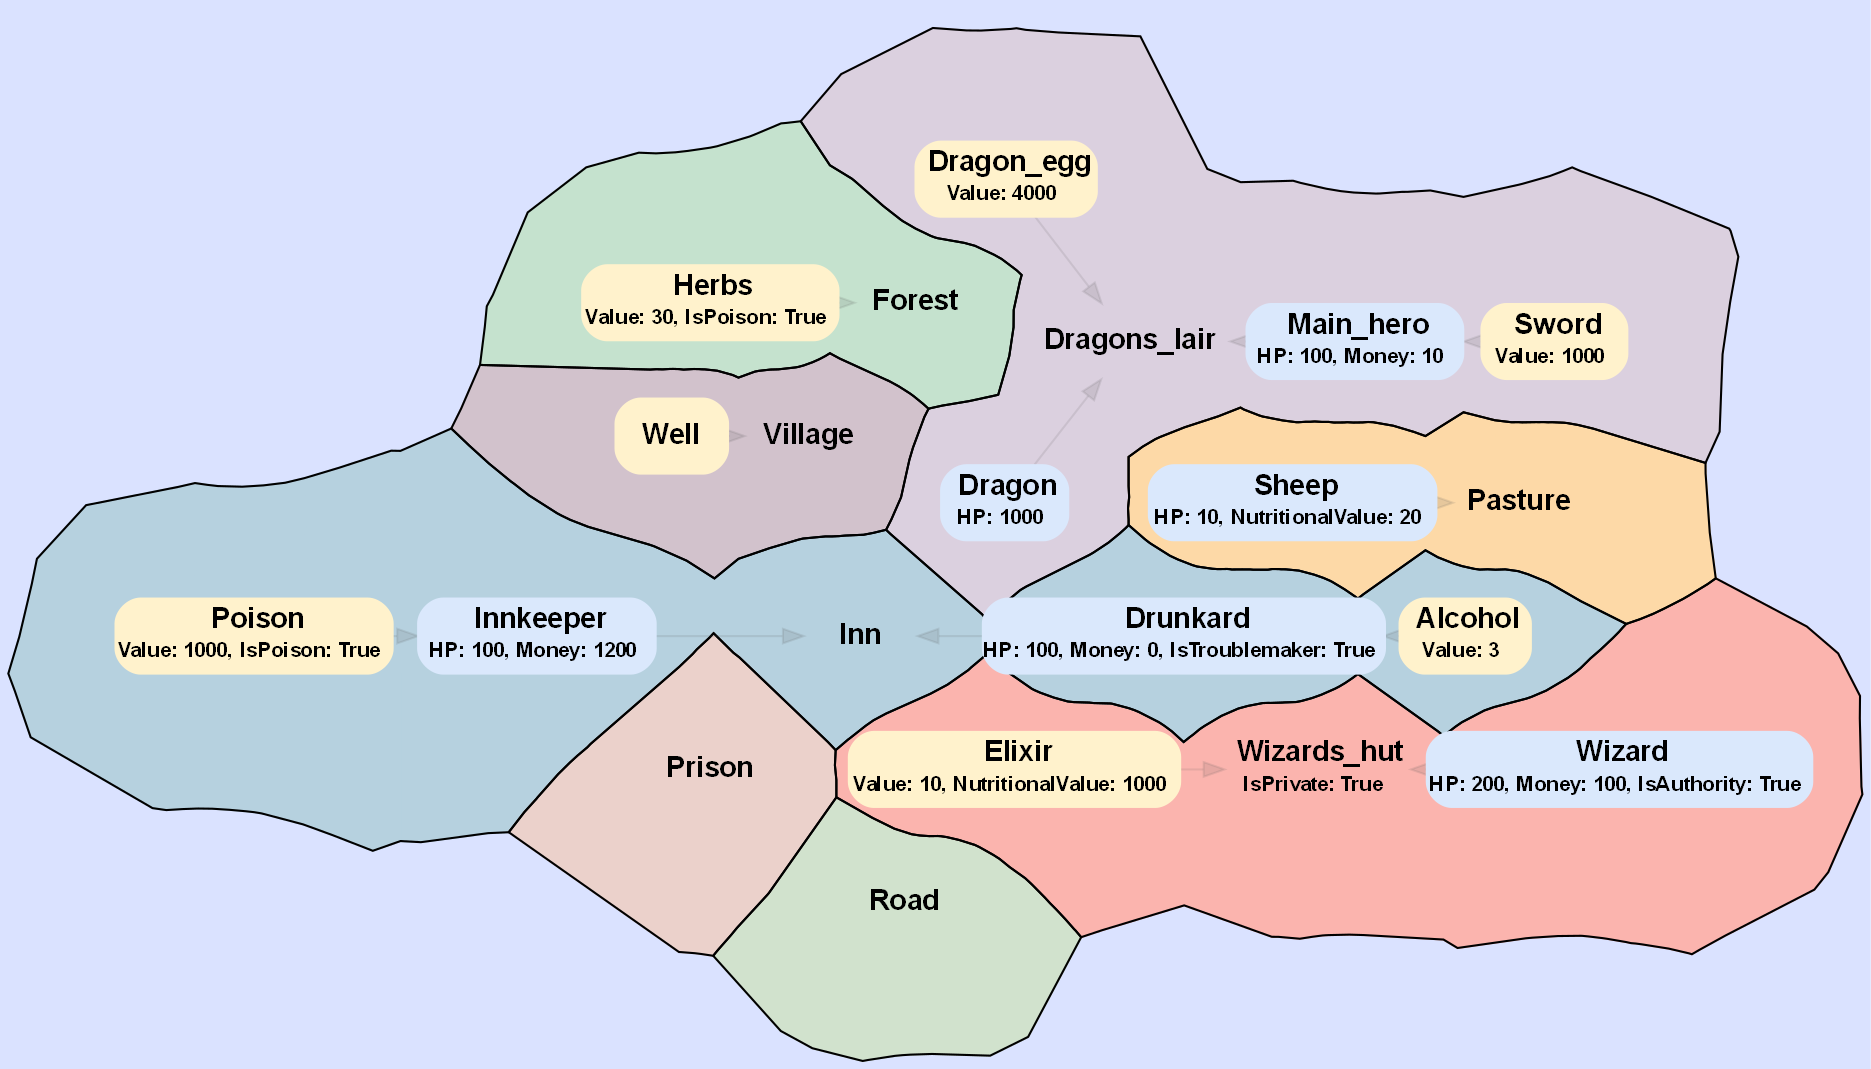 Dragon_egg
Value: 4000
Herbs
Value: 30, IsPoison: True
Forest
Dragons_lair
Main_hero
HP: 100, Money: 10
Sword
Value: 1000
Well
Village
Dragon
HP: 1000
Sheep
HP: 10, NutritionalValue: 20
Pasture
Poison
Value: 1000, IsPoison: True
Innkeeper
HP: 100, Money: 1200
Inn
Drunkard
HP: 100, Money: 0, IsTroublemaker: True
Alcohol
Value: 3
Prison
Elixir
Value: 10, NutritionalValue: 1000
Wizards_hut
IsPrivate: True
Wizard
HP: 200, Money: 100, IsAuthority: True
Road